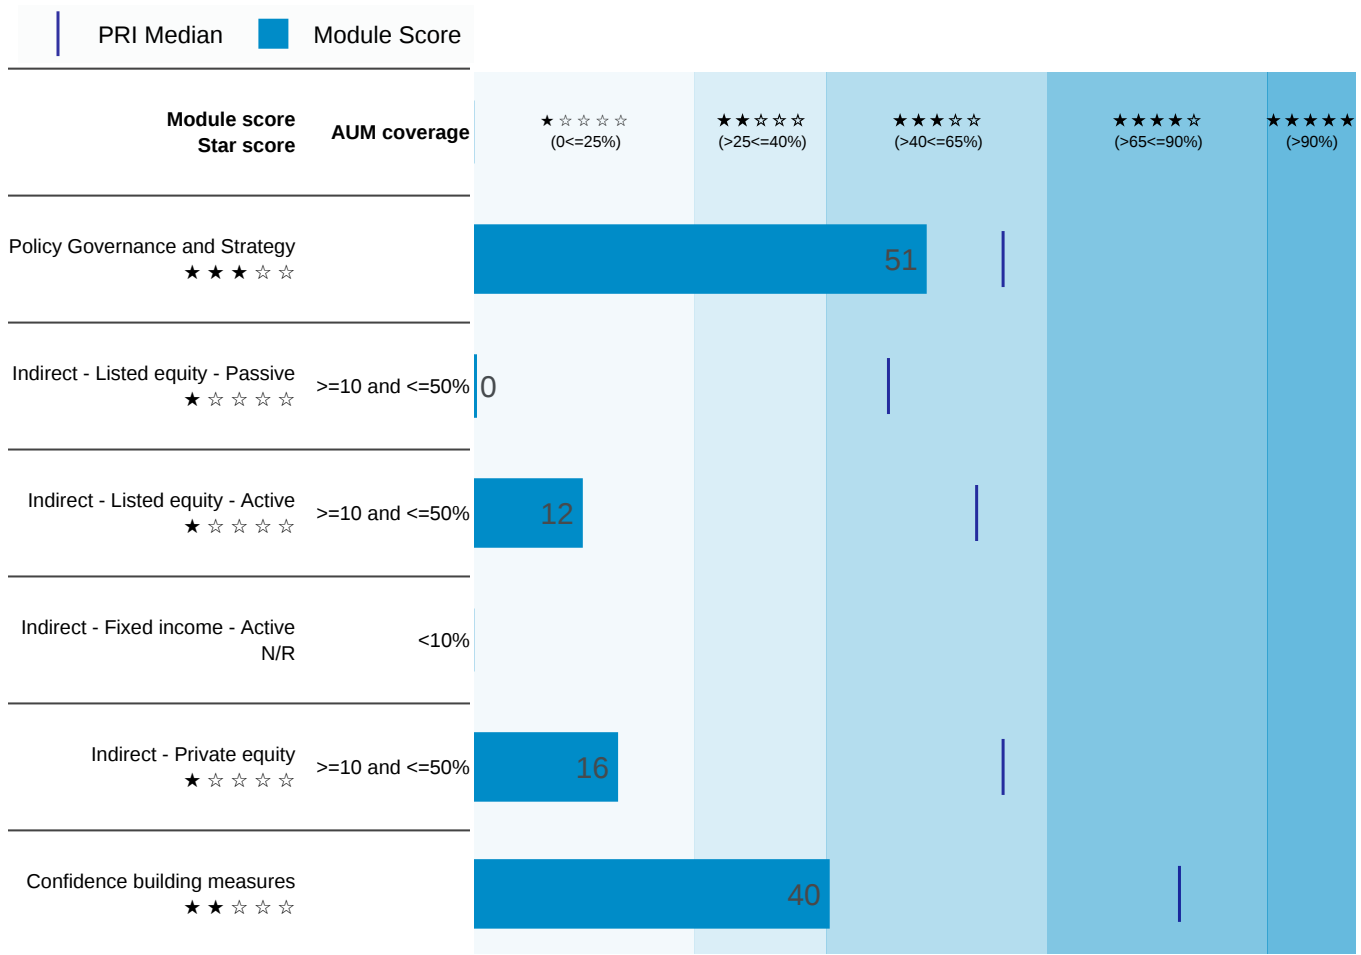 PRI Median
Module Score
Module score
Star score
AUM coverage
★☆☆☆☆
(0<=25%)
★★☆☆☆
(>25<=40%)
★★★☆☆
(>40<=65%)
★★★★☆
(>65<=90%)
★★★★★
(>90%)
Policy Governance and Strategy
★★★☆☆
51
Indirect - Listed equity - Passive
★☆☆☆☆
>=10 and <=50%
0
Indirect - Listed equity - Active
★☆☆☆☆
>=10 and <=50%
12
Indirect - Fixed income - Active
N/R
<10%
Indirect - Private equity
★☆☆☆☆
>=10 and <=50%
16
Confidence building measures
★★☆☆☆
40